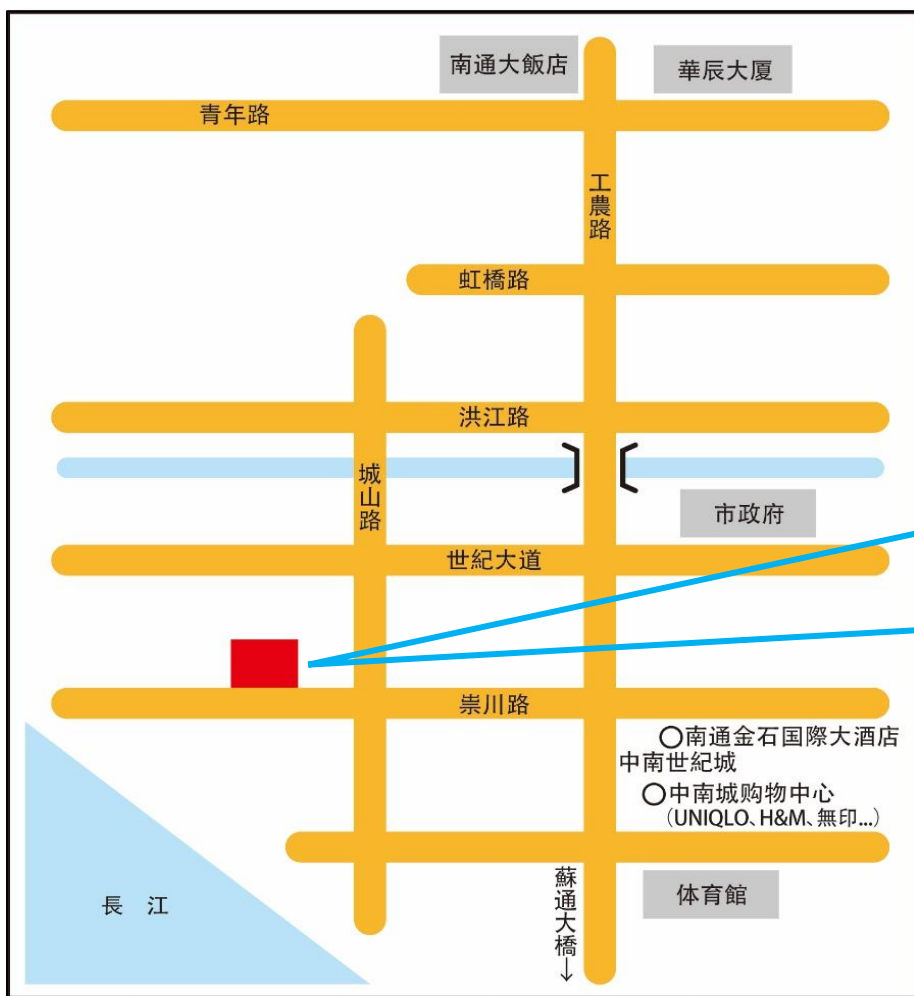 南通大飯店
華辰大厦
青年路
工農路
虹橋路
洪江路
城山路
市政府
世紀大道
崇川路
○南通金石国際大酒店
中南世紀城
○中南城购物中心
(UNIQLO、H&M、無印...)
長 江
蘇通大橋→
体育館